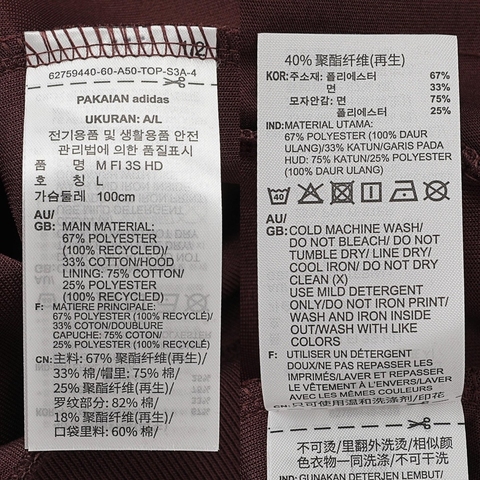 62759440-60-A50-TOP-S3A-4
PAKAIAN adidas
UKURAN: A/L
전기용품 및 생활용품 안전
관리법에 의한 품질표시
품 명 M FI 3S HD
호 칭 L
가슴둘레 100cm
AU/
GB: MAIN MATERIAL:
67% POLYESTER
(100% RECYCLED)/
33% COTTON/HOOD
LINING: 75% COTTON/
25% POLYESTER
(100% RECYCLED)
F: MATIERE PRINCIPALE:
67% POLYESTER (100% RECYCLÉ)/
33% COTON/DOUBLURE
CAPUCHE: 75% COTON/
25% POLYESTER (100% RECYCLÉ)
CN: 主料: 67% 聚酯纤维(再生)/
33% 棉/帽里: 75% 棉/
25% 聚酯纤维(再生)/
罗纹部分: 82% 棉/
18% 聚酯纤维(再生)/
口袋里料: 60% 棉/
40% 聚酯纤维(再生)
KOR: 주소재: 폴리에스터 67%
면 33%
모자안감: 면 75%
폴리에스터 25%
IND: MATERIAL UTAMA:
67% POLYESTER (100% DAUR
ULANG)/33% KATUN/GARIS PADA
HUD: 75% KATUN/25% POLYESTER
(100% DAUR ULANG)
40
AU/
GB: COLD MACHINE WASH/
DO NOT BLEACH/ DO NOT
TUMBLE DRY/ LINE DRY/
COOL IRON/ DO NOT DRY
CLEAN (X)
USE MILD DETERGENT
ONLY/DO NOT IRON PRINT/
WASH AND IRON INSIDE
OUT/WASH WITH LIKE
COLORS
F: UTILISER UN DÉTERGENT
DOUX/NE PAS REPASSER LES
IMPRIMÉS/LAVER ET REPASSER
LE VÊTEMENT À L'ENVERS/LAVER
AVEC LES MÊMES COULEURS
CN: 只可使用温和洗涤剂/印花
不可烫/里翻外洗烫/相似颜
色衣物一同洗涤/不可干洗
IND: GUNAKAN DETERJEN LEMBUT/